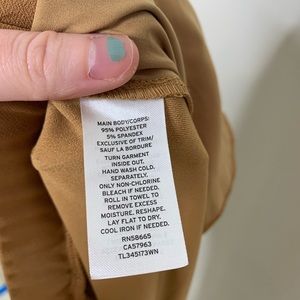 MAIN BODY/CORPS:
95% POLYESTER
5% SPANDEX
EXCLUSIVE OF TRIM/
SAUF LA BORDURE
TURN GARMENT
INSIDE OUT.
HAND WASH COLD.
SEPARATELY.
ONLY NON-CHLORINE
BLEACH IF NEEDED.
ROLL IN TOWEL TO
REMOVE EXCESS
MOISTURE, RESHAPE.
LAY FLAT TO DRY.
COOL IRON IF NEEDED.
RN58665
CA57963
TL345173WN